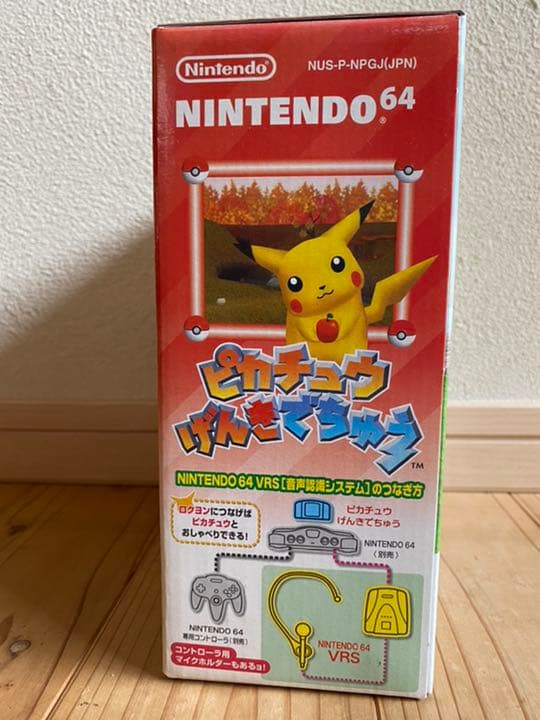 Nintendo
NUS-P-NPGJ(JPN)
NINTENDO64
®
ピカチュウ
げんきでちゅう
TM
NINTENDO 64 VRS[音声認識システム]のつなぎ方
ロクヨンにつなげば
ピカチュウと
おしゃべりできる!
ピカチュウ
げんきでちゅう
NINTENDO 64
(別売)
NINTENDO 64
専用コントローラ(別売)
コントローラ用
マイクホルダーもあるョ!
NINTENDO 64
VRS